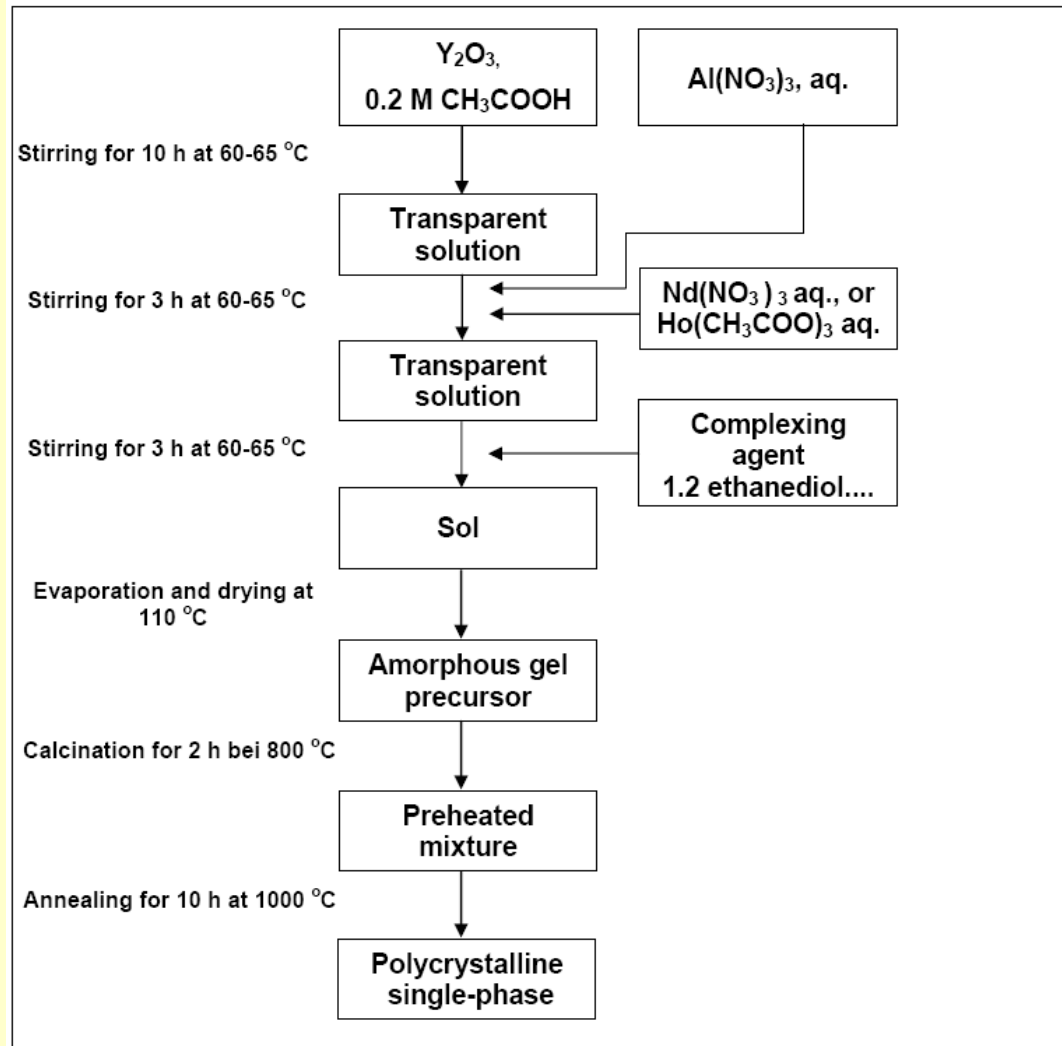 Y₂O₃,
0.2 M CH₃COOH
Al(NO₃)₃, aq.
Stirring for 10 h at 60-65 °C
Transparent
solution
Stirring for 3 h at 60-65 °C
Nd(NO₃)₃ aq., or
Ho(CH₃COO)₃ aq.
Transparent
solution
Stirring for 3 h at 60-65 °C
Complexing
agent
1.2 ethanediol....
Sol
Evaporation and drying at
110 °C
Amorphous gel
precursor
Calcination for 2 h bei 800 °C
Preheated
mixture
Annealing for 10 h at 1000 °C
Polycrystalline
single-phase